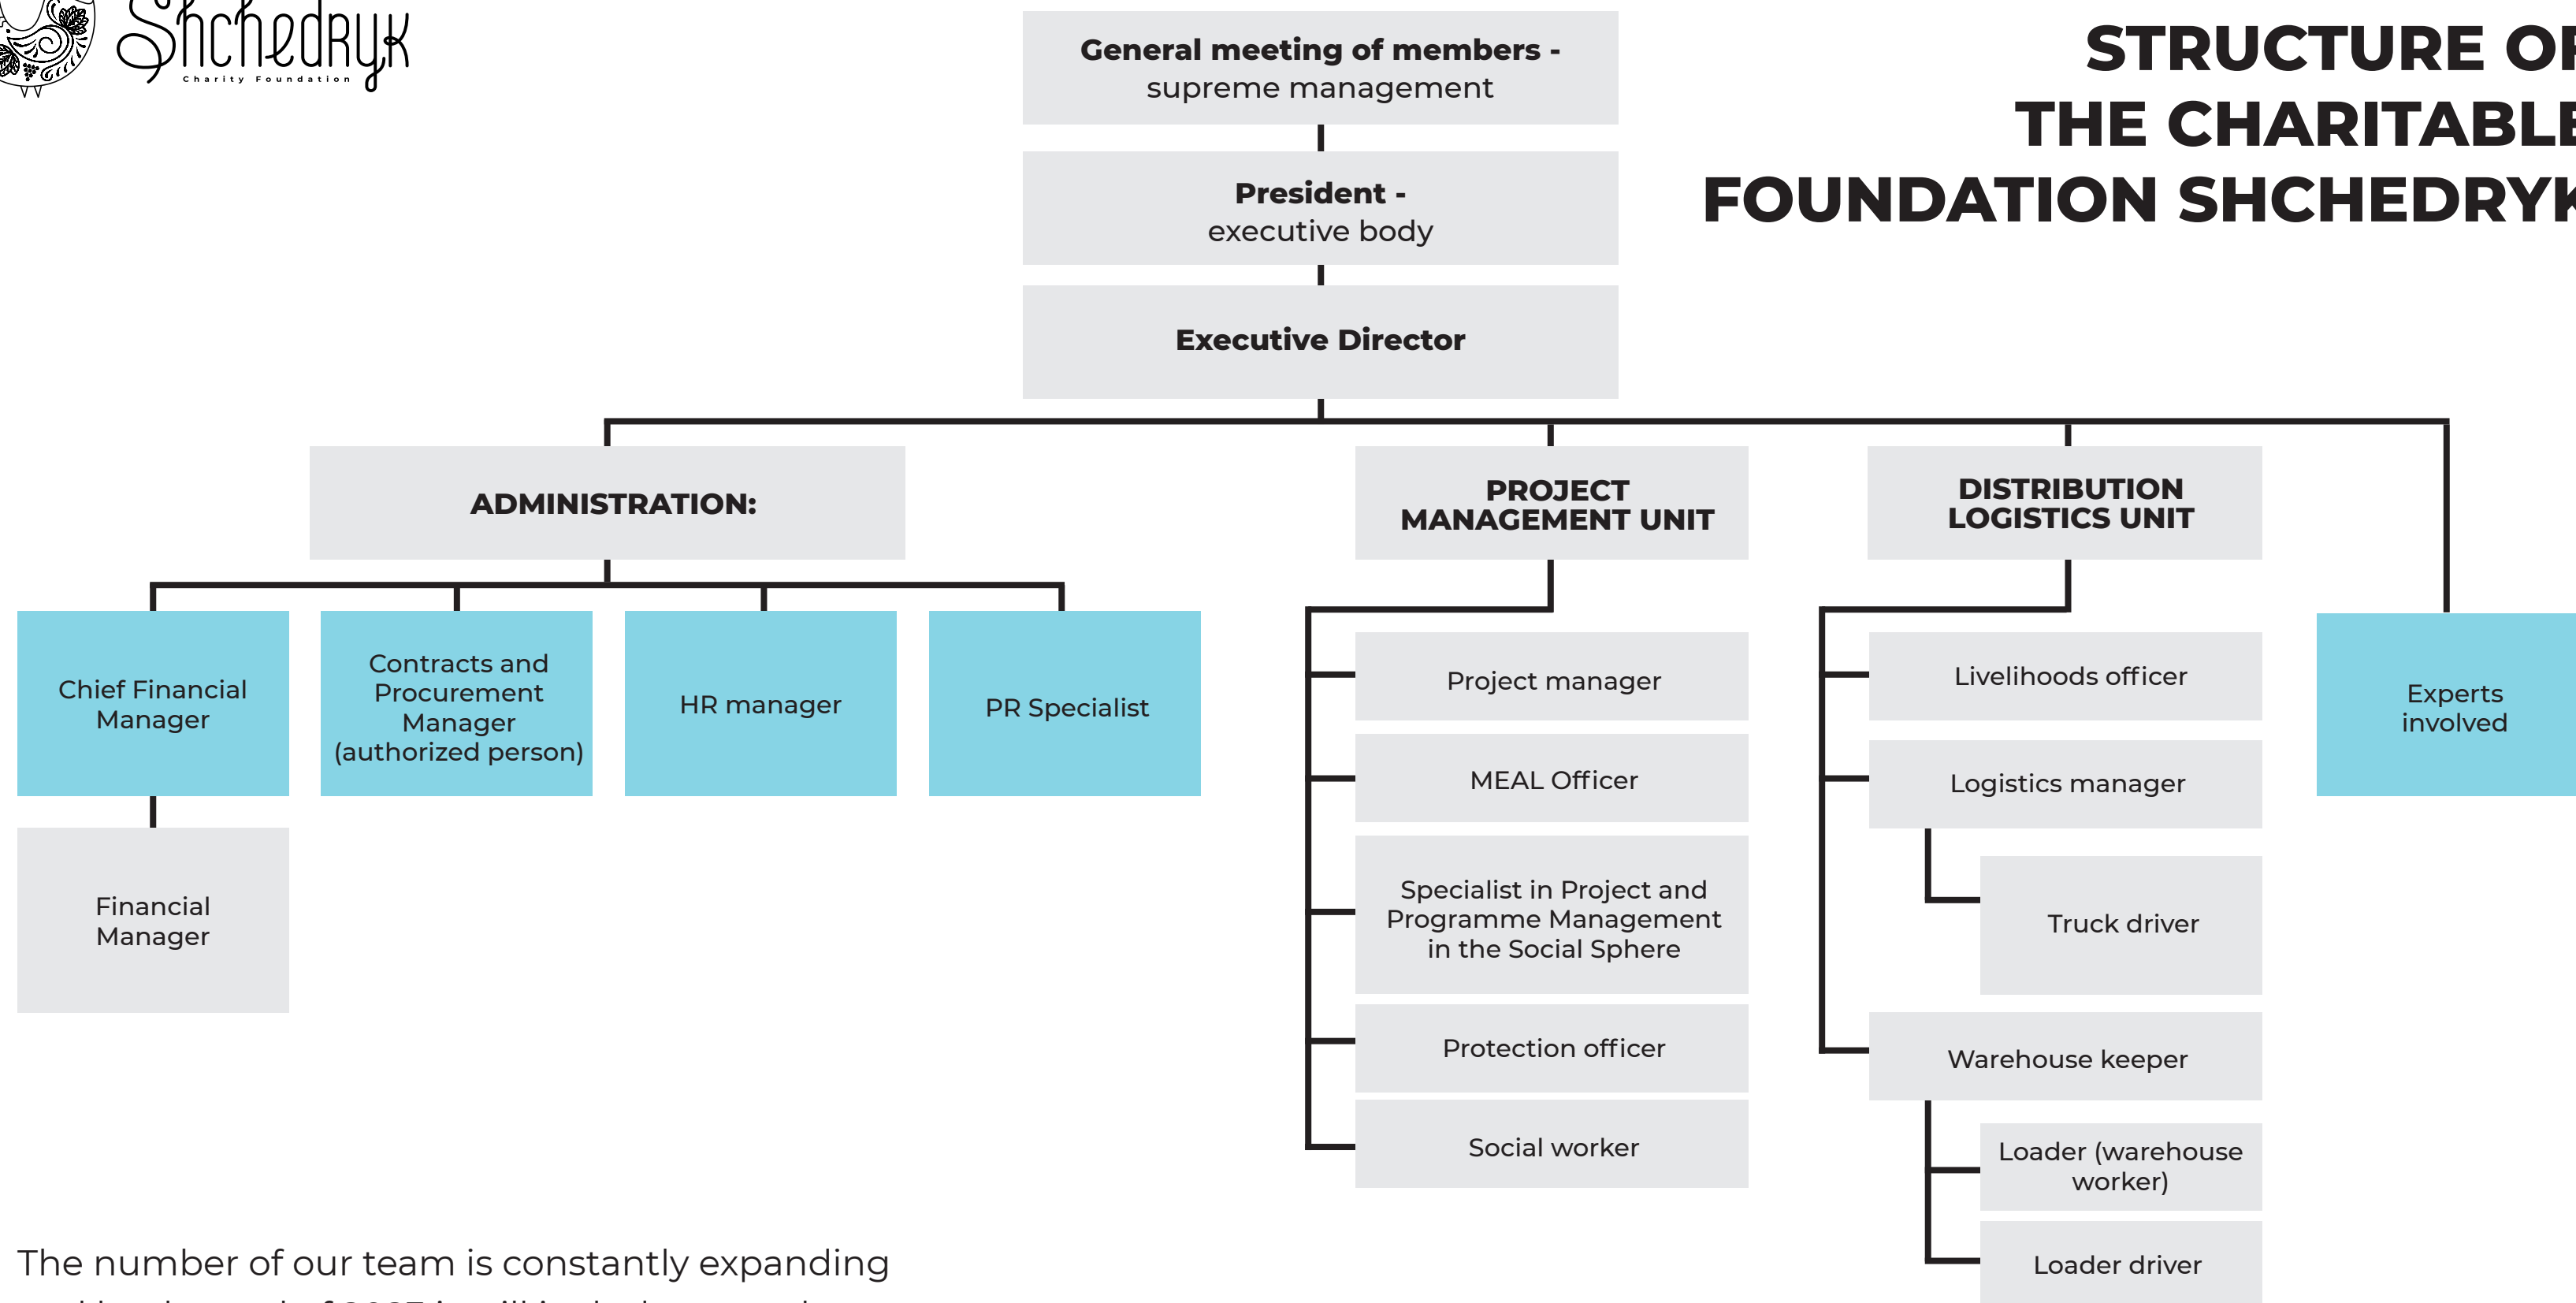 Shchedryk
Charity Foundation
STRUCTURE OF
THE CHARITABLE
FOUNDATION SHCHEDRYK
General meeting of members -
supreme management
President -
executive body
Executive Director
ADMINISTRATION:
PROJECT
MANAGEMENT UNIT
DISTRIBUTION
LOGISTICS UNIT
Chief Financial
Manager
Contracts and
Procurement
Manager
(authorized person)
HR manager
PR Specialist
Financial
Manager
Project manager
MEAL Officer
Specialist in Project and
Programme Management
in the Social Sphere
Protection officer
Social worker
Livelihoods officer
Logistics manager
Truck driver
Warehouse keeper
Loader (warehouse
worker)
Loader driver
Experts
involved
The number of our team is constantly expanding